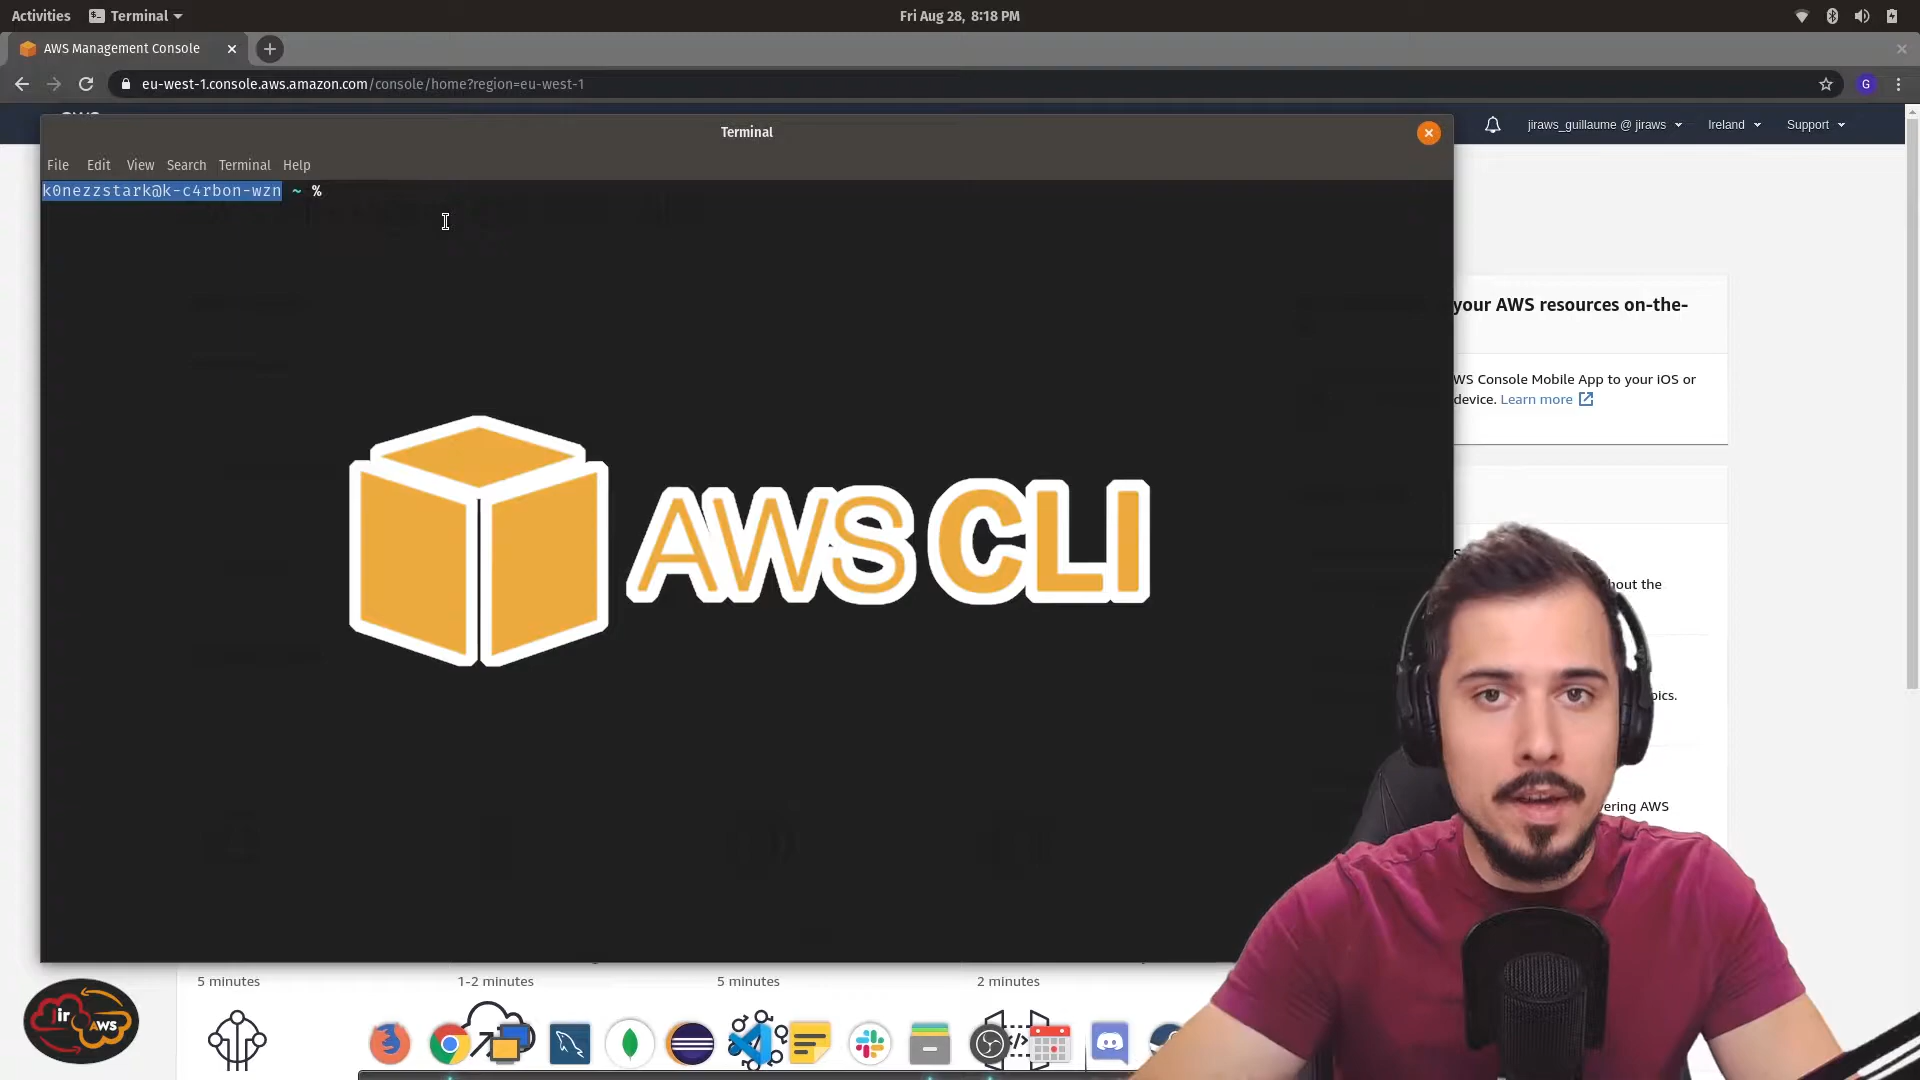 Activities
Terminal
Fri Aug 28, 8:18 PM
AWS Management Console
eu-west-1.console.aws.amazon.com/console/home?region=eu-west-1
G
Terminal
jiraws_guillaume @ jiraws
Ireland
Support
File Edit View Search Terminal Help
k0nezzstark@k-c4rbon-wzn ~ %
your AWS resources on-the-
WS Console Mobile App to your iOS or
device. Learn more
AWS CLI
bout the
pics.
ering AWS
5 minutes
1-2 minutes
5 minutes
2 minutes
jir
AWS